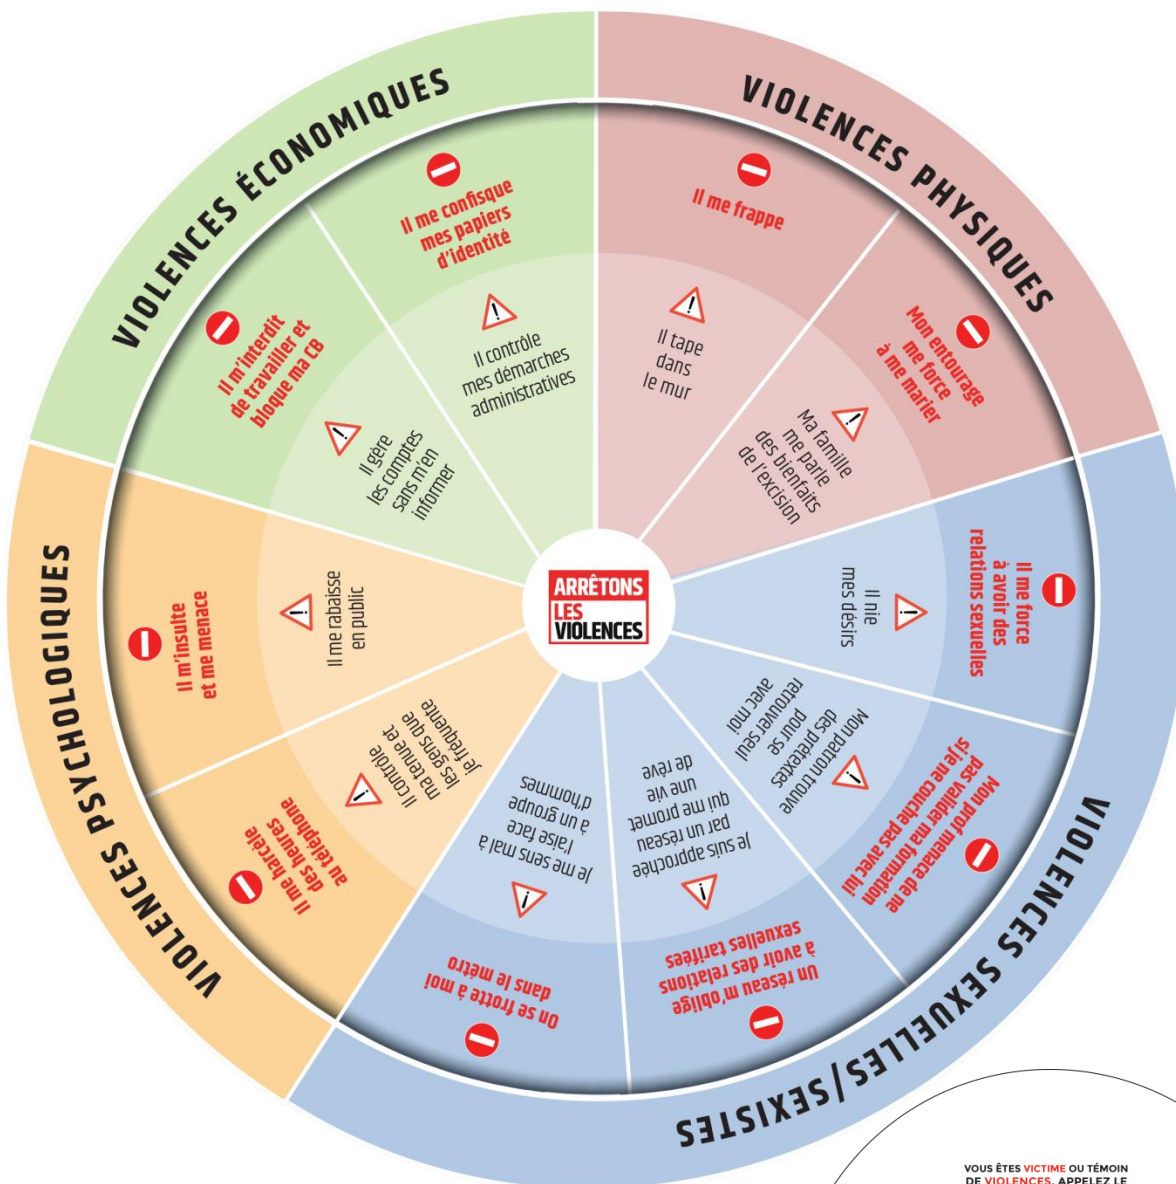 VIOLENCES ÉCONOMIQUES
Il me confisque
mes papiers
d'identité
Il contrôle
mes démarches
administratives
Il m'interdit
de travailler et
bloque ma CB
Il gère
les comptes
sans m'en
informer
VIOLENCES PHYSIQUES
Il me frappe
Il tape
dans
le mur
Mon entourage
me force
à me marier
Ma famille
me parle
des bienfaits
de l'excision
VIOLENCES SEXUELLES/SEXISTES
Il me force
à avoir des
relations sexuelles
Il nie
mes désirs
Mon prof menace de ne
pas valider ma formation
si je ne couche pas avec lui
Mon patron trouve
des prétextes
pour se
retrouver seul
avec moi
Un réseau m'oblige
à avoir des relations
sexuelles tarifées
Je suis approchée
par un réseau
qui me promet
une vie
de rêve
On se frotte à moi
dans le métro
Je me sens mal à
l'aise face
à un groupe
d'hommes
VIOLENCES PSYCHOLOGIQUES
Il me harcèle
des heures
au téléphone
Il contrôle
ma tenue et
les gens que
je fréquente
Il m'insulte
et me menace
Il me rabaisse
en public
ARRÊTONS
LES
VIOLENCES
VOUS ÊTES VICTIME OU TÉMOIN
DE VIOLENCES, APPELEZ LE